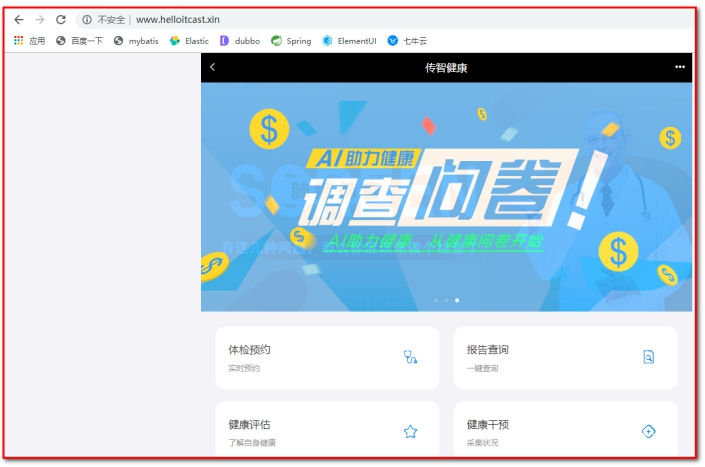 不安全 | www.helloitcast.xin
应用 百度一下 mybatis Elastic dubbo Spring ElementUI 七牛云
传智健康
AI助力健康
调查问卷!
AI助力健康 从健康问卷开始
体检预约
实时预约
报告查询
一键查询
健康评估
了解自身健康
健康干预
采集状况